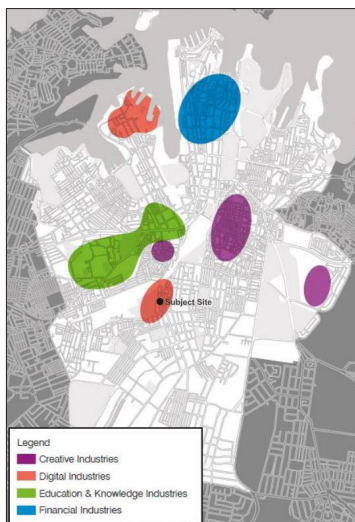 Subject Site
Legend
Creative Industries
Digital Industries
Education & Knowledge Industries
Financial Industries